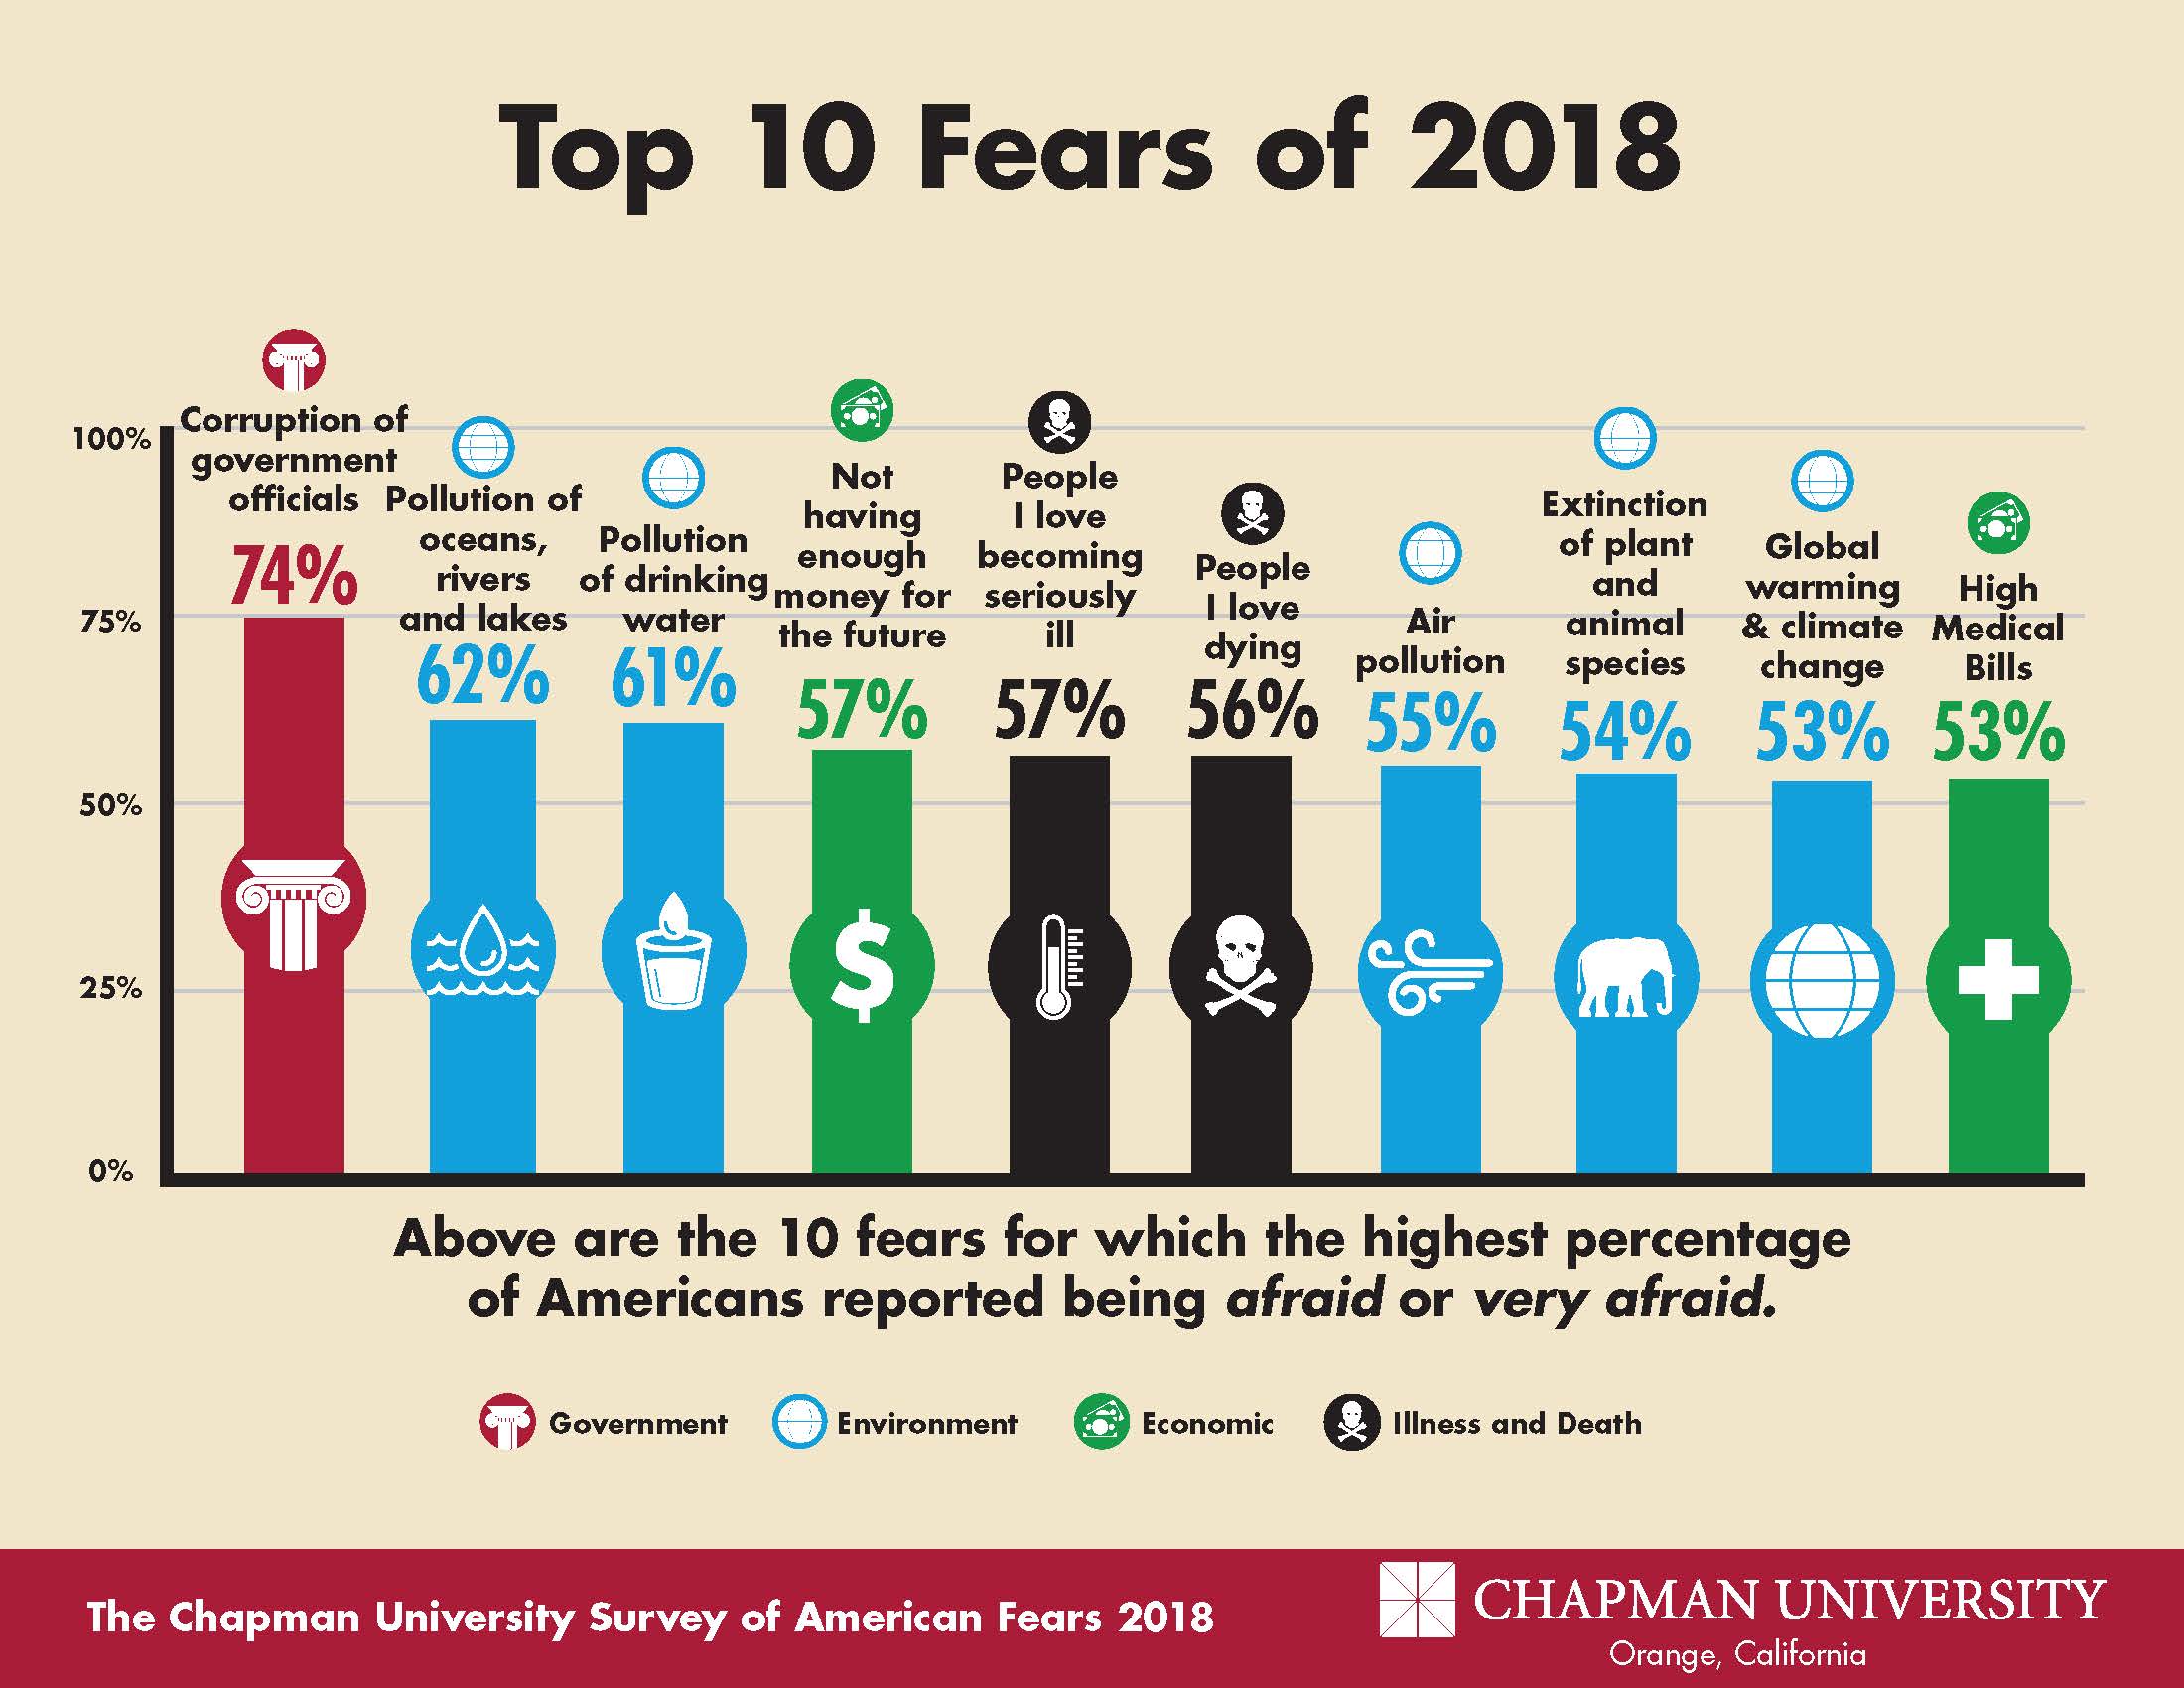 Top 10 Fears of 2018
100%
75%
50%
25%
0%
Corruption of
government
officials
74%
Pollution of
oceans,
rivers
and lakes
62%
Pollution
of drinking
water
61%
Not
having
enough
money for
the future
57%
People
I love
becoming
seriously
ill
57%
People
I love
dying
56%
Air
pollution
55%
Extinction
of plant
and
animal
species
54%
Global
warming
& climate
change
53%
High
Medical
Bills
53%
$
Above are the 10 fears for which the highest percentage
of Americans reported being afraid or very afraid.
Government
Environment
Economic
Illness and Death
The Chapman University Survey of American Fears 2018
CHAPMAN UNIVERSITY
Orange, California